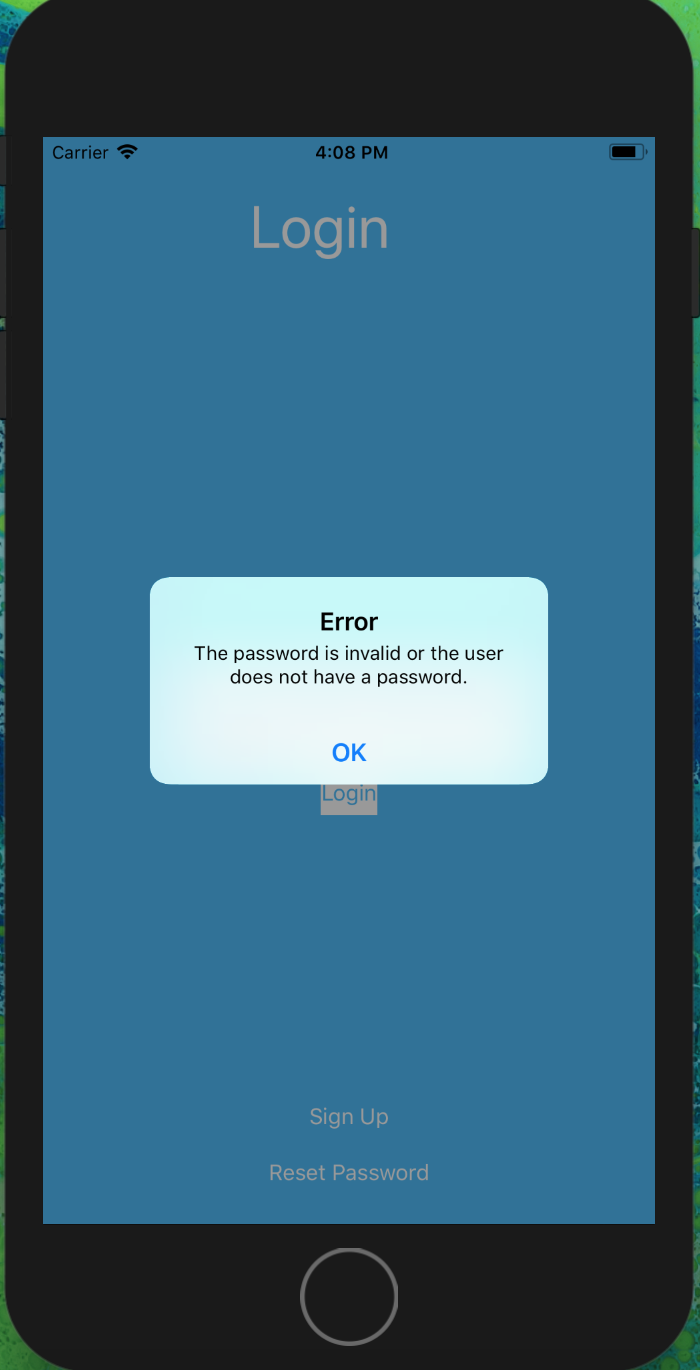 Carrier 4:08 PM
Login
Error
The password is invalid or the user
does not have a password.
OK
Login
Sign Up
Reset Password